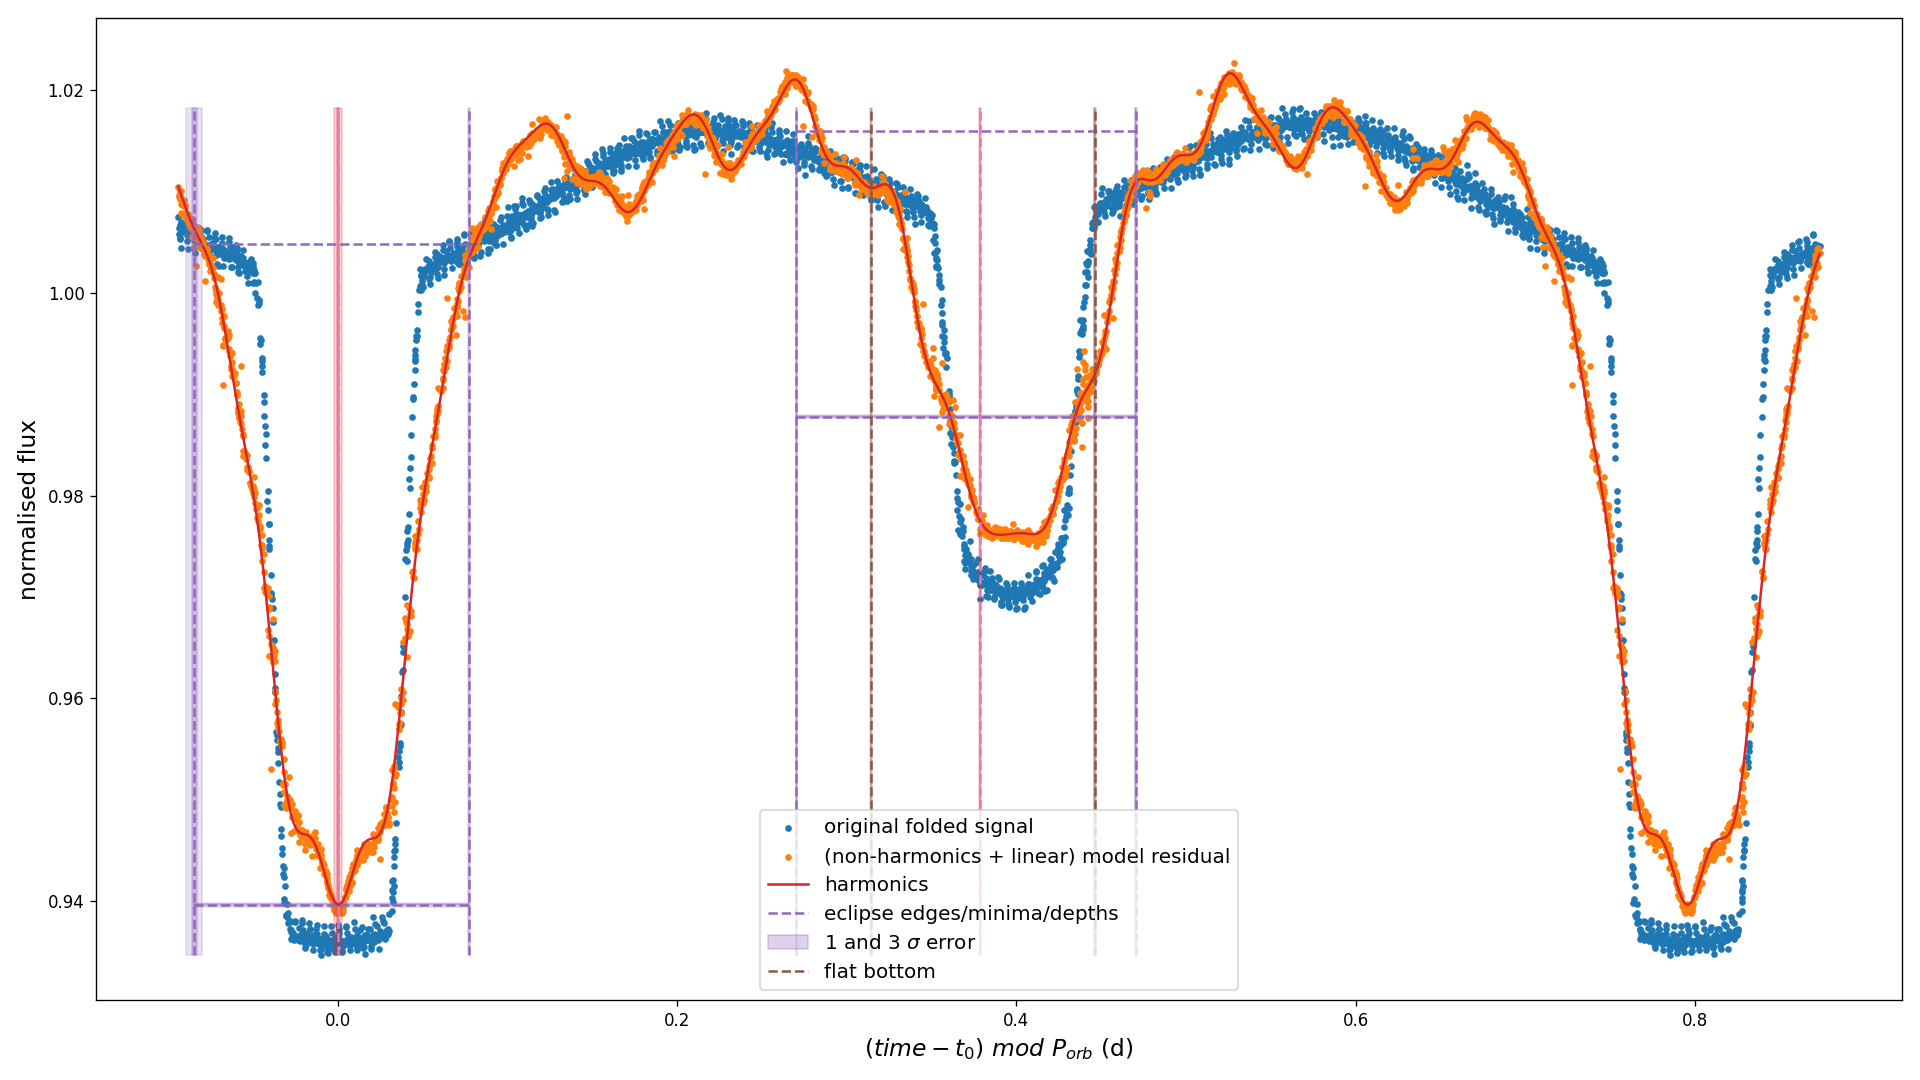 normalised flux
1.02
1.00
0.98
0.96
0.94
original folded signal
(non-harmonics + linear) model residual
harmonics
eclipse edges/minima/depths
1 and 3 σ error
flat bottom
0.0
0.2
0.4
0.6
0.8
(time − t₀) mod Pₒᵣb (d)